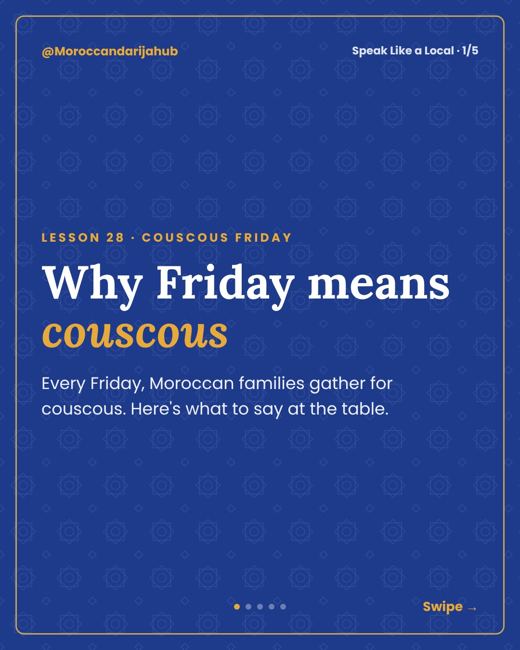 @Moroccandarijahub
Speak Like a Local · 1/5
LESSON 28 · COUSCOUS FRIDAY
Why Friday means
couscous
Every Friday, Moroccan families gather for
couscous. Here's what to say at the table.
Swipe →